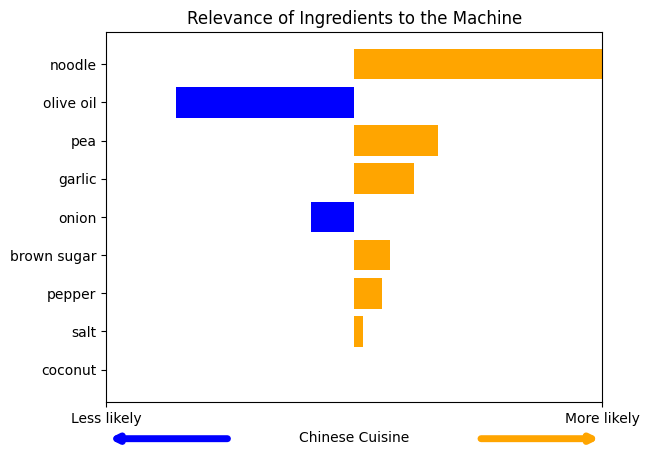 Relevance of Ingredients to the Machine
noodle
olive oil
pea
garlic
onion
brown sugar
pepper
salt
coconut
Less likely
More likely
Chinese Cuisine